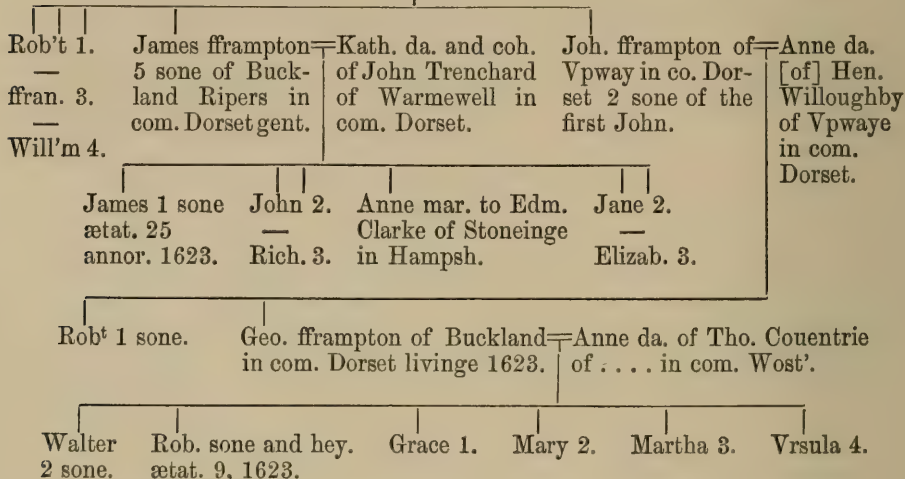 Rob't 1.
—
ffran. 3.
—
Will'm 4.
James fframpton
5 sone of Buck-
land Ripers in
com. Dorset gent.
Kath. da. and coh.
of John Trenchard
of Warmewell in
com. Dorset.
Joh. fframpton of
Vpway in co. Dor-
set 2 sone of the
first John.
Anne da.
[of] Hen.
Willoughby
of Vpwaye
in com.
Dorset.
James 1 sone
ætat. 25
annor. 1623.
John 2.
—
Rich. 3.
Anne mar. to Edm.
Clarke of Stoneinge
in Hampsh.
Jane 2.
—
Elizab. 3.
Robᵗ 1 sone.
Geo. fframpton of Buckland
in com. Dorset livinge 1623.
Anne da. of Tho. Couentrie
of . . . . in com. Wost'.
Walter
2 sone.
Rob. sone and hey.
ætat. 9, 1623.
Grace 1.
Mary 2.
Martha 3.
Vrsula 4.